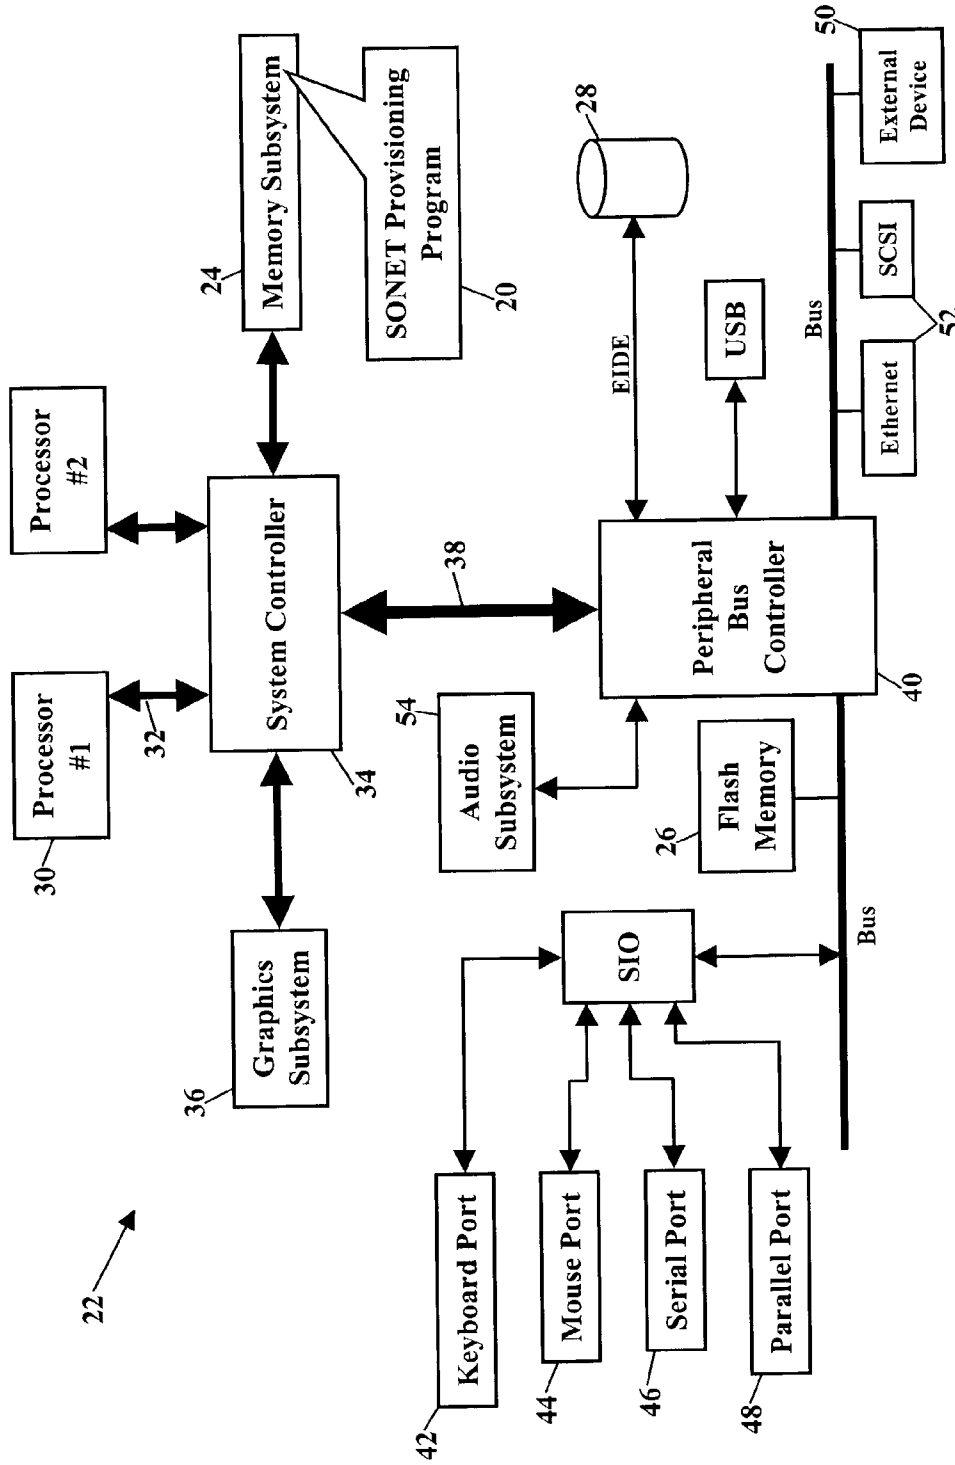 Processor
#1
30
Processor
#2
22
32
36
Graphics
Subsystem
34
System Controller
24
Memory Subsystem
SONET Provisioning
Program
20
38
42
Keyboard Port
54
Audio
Subsystem
44
Mouse Port
28
SIO
EIDE
46
Serial Port
26
Flash
Memory
Peripheral
Bus
Controller
USB
48
Parallel Port
40
Bus
Bus
50
Ethernet
SCSI
External
Device
52